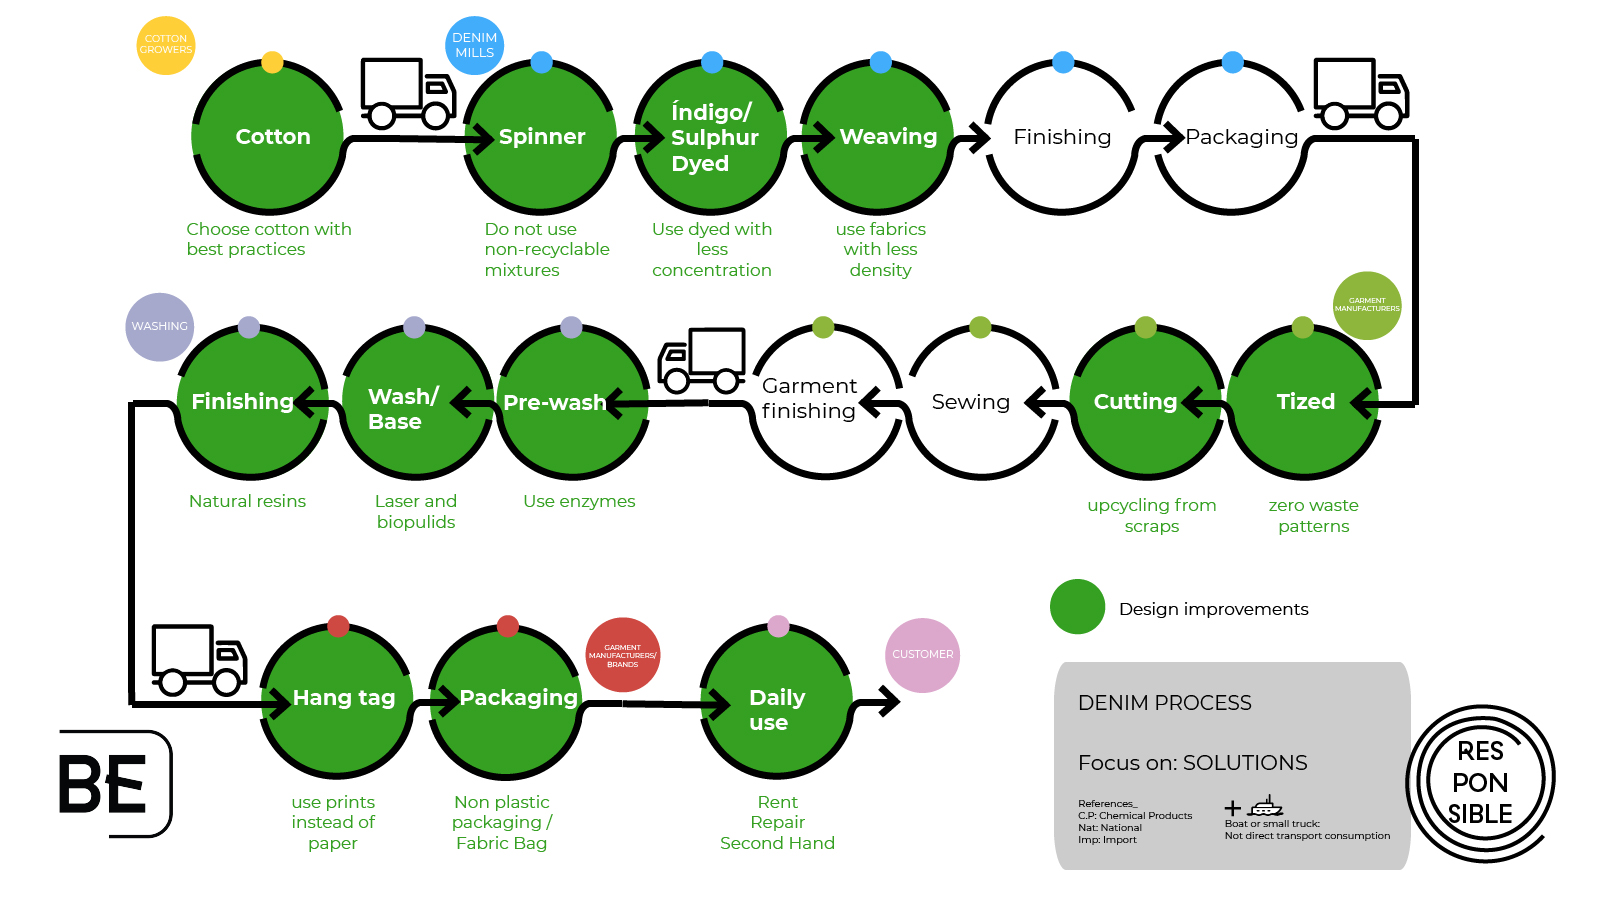 COTTON
GROWERS
DENIM
MILLS
Cotton
Spinner
Índigo/
Sulphur
Dyed
Weaving
Finishing
Packaging
Choose cotton with
best practices
Do not use
non-recyclable
mixtures
Use dyed with
less
concentration
use fabrics
with less
density
WASHING
GARMENT
MANUFACTURERS
Finishing
Wash/
Base
Pre-wash
Garment
finishing
Sewing
Cutting
Tized
Natural resins
Laser and
biopulids
Use enzymes
upcycling from
scraps
zero waste
patterns
Design improvements
GARMENT
MANUFACTURERS/
BRANDS
CUSTOMER
Hang tag
Packaging
Daily
use
use prints
instead of
paper
Non plastic
packaging /
Fabric Bag
Rent
Repair
Second Hand
BE
DENIM PROCESS
Focus on: SOLUTIONS
References_
C.P: Chemical Products
Nat: National
Imp: Import
+
Boat or small truck:
Not direct transport consumption
RES
PON
SIBLE